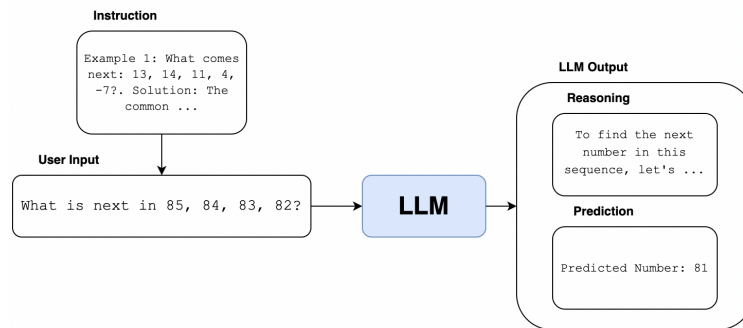 Instruction
Example 1: What comes
next: 13, 14, 11, 4,
-7?. Solution: The
common ...
User Input
What is next in 85, 84, 83, 82?
LLM
LLM Output
Reasoning
To find the next
number in this
sequence, let's ...
Prediction
Predicted Number: 81